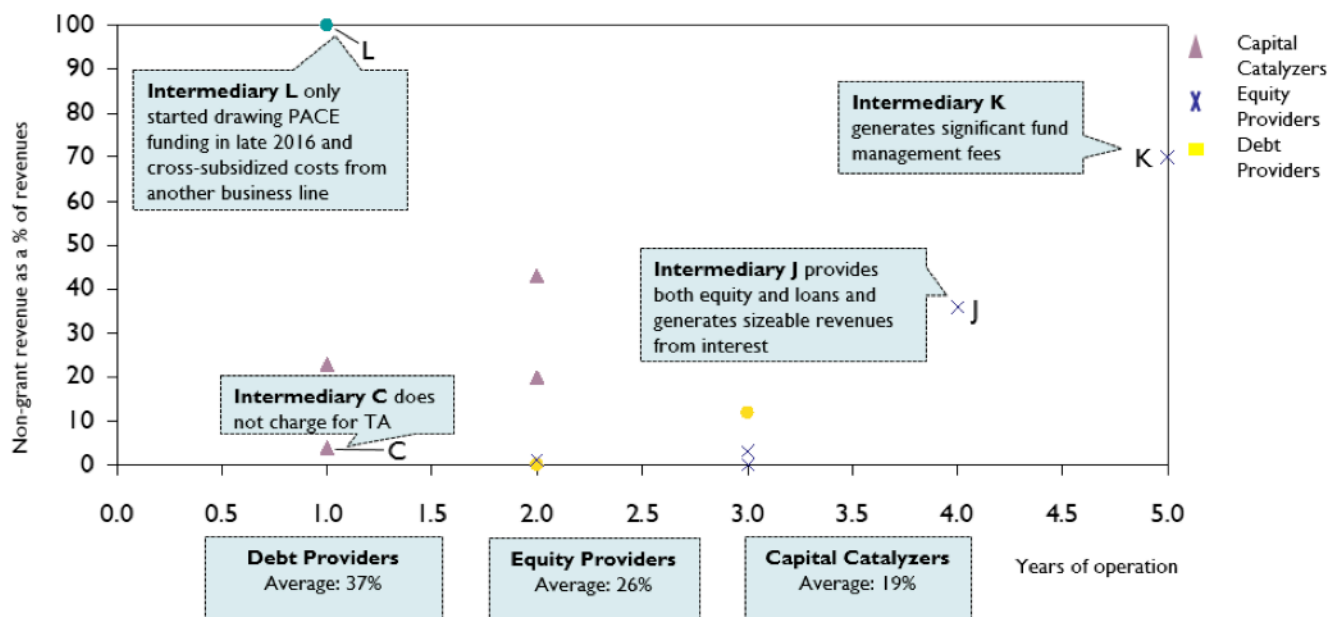 Non-grant revenue as a % of revenues
100
90
80
70
60
50
40
30
20
10
0
L
Intermediary L only
started drawing PACE
funding in late 2016 and
cross-subsidized costs from
another business line
Intermediary K
generates significant fund
management fees
K
Capital
Catalyzers
Equity
Providers
Debt
Providers
Intermediary J provides
both equity and loans and
generates sizeable revenues
from interest
J
Intermediary C does
not charge for TA
C
0.0 0.5 1.0 1.5 2.0 2.5 3.0 3.5 4.0 4.5 5.0
Debt Providers
Average: 37%
Equity Providers
Average: 26%
Capital Catalyzers
Average: 19%
Years of operation